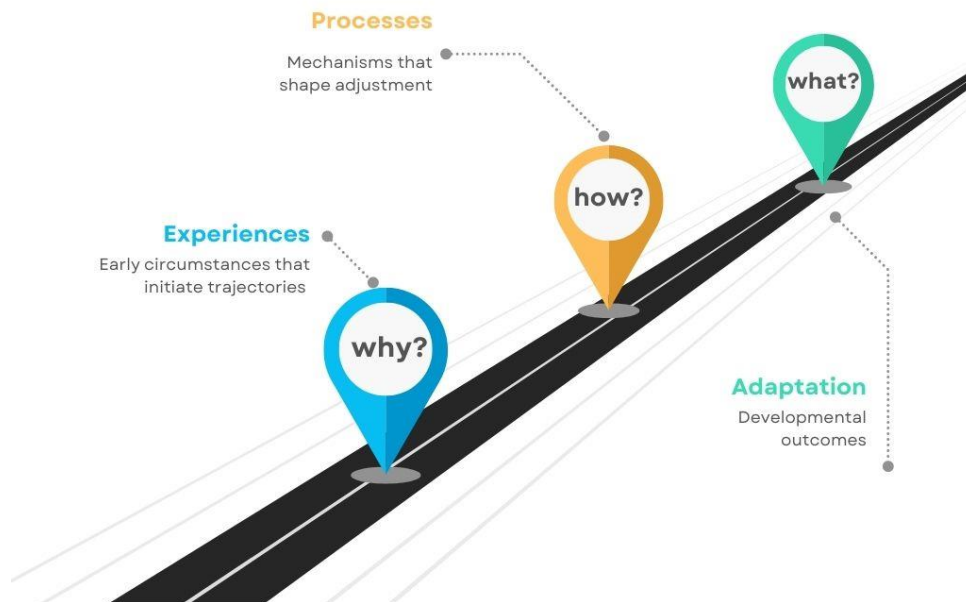 Processes
Mechanisms that
shape adjustment
what?
how?
Experiences
Early circumstances that
initiate trajectories
why?
Adaptation
Developmental
outcomes